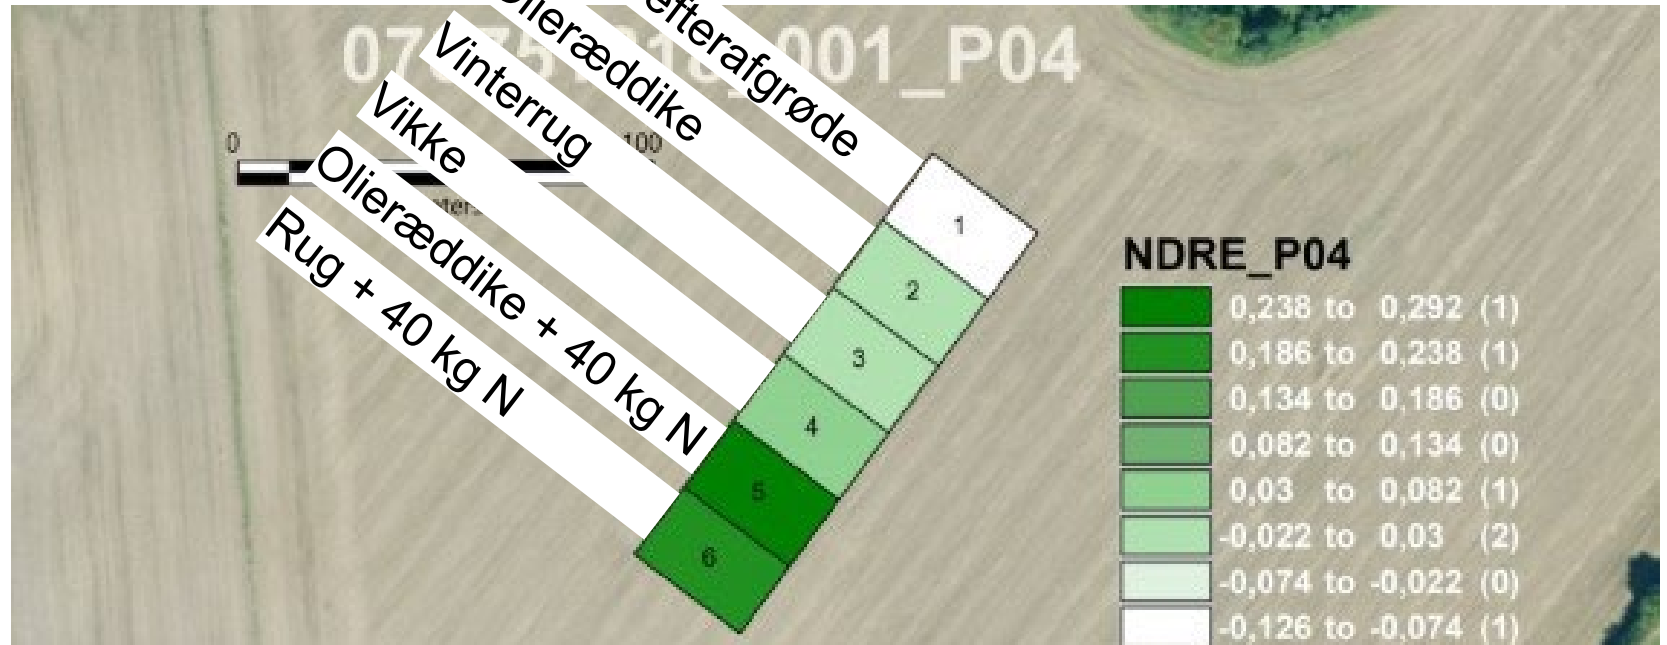 efterafgrøde
Olieræddike
Vinterrug
Vikke
Olieræddike + 40 kg N
Rug + 40 kg N
001_P04
0
100
1
2
3
4
5
6
NDRE_P04
0,238 to 0,292 (1)
0,186 to 0,238 (1)
0,134 to 0,186 (0)
0,082 to 0,134 (0)
0,03 to 0,082 (1)
-0,022 to 0,03 (2)
-0,074 to -0,022 (0)
-0,126 to -0,074 (1)